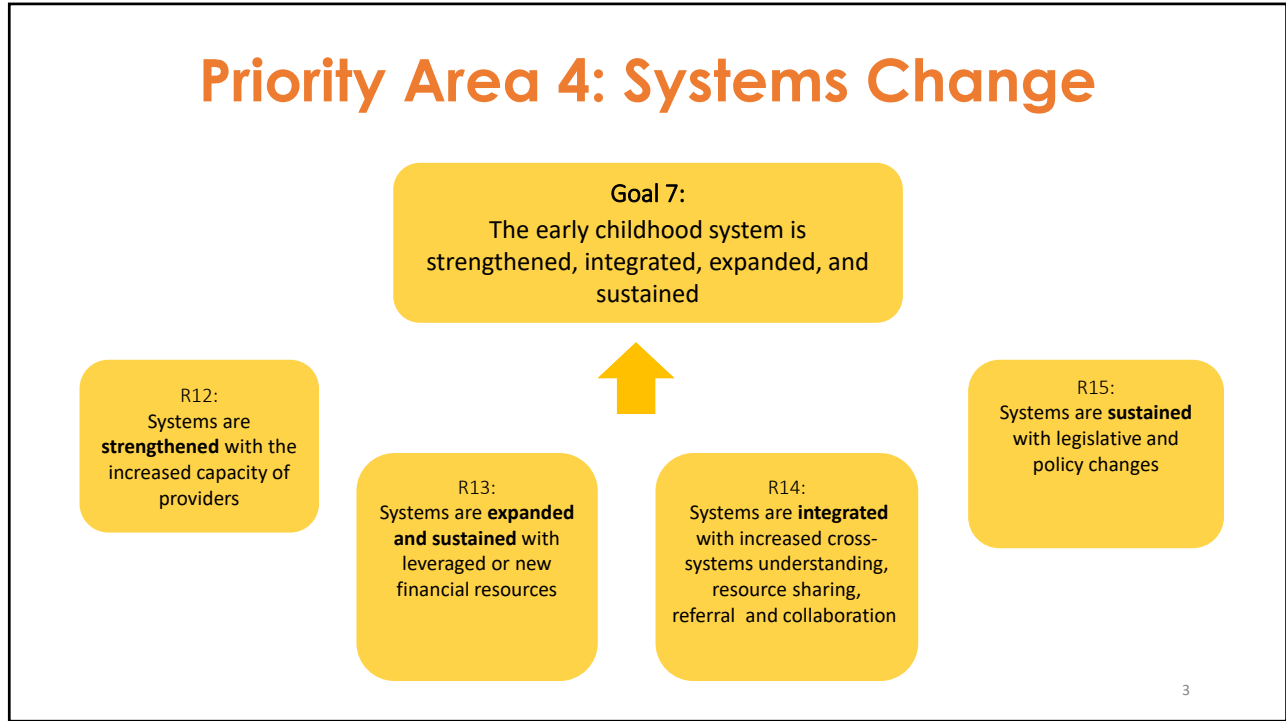 Priority Area 4: Systems Change
Goal 7:
The early childhood system is
strengthened, integrated, expanded, and
sustained
R12:
Systems are
strengthened with the
increased capacity of
providers
R13:
Systems are expanded
and sustained with
leveraged or new
financial resources
R14:
Systems are integrated
with increased cross-
systems understanding,
resource sharing,
referral and collaboration
R15:
Systems are sustained
with legislative and
policy changes
3